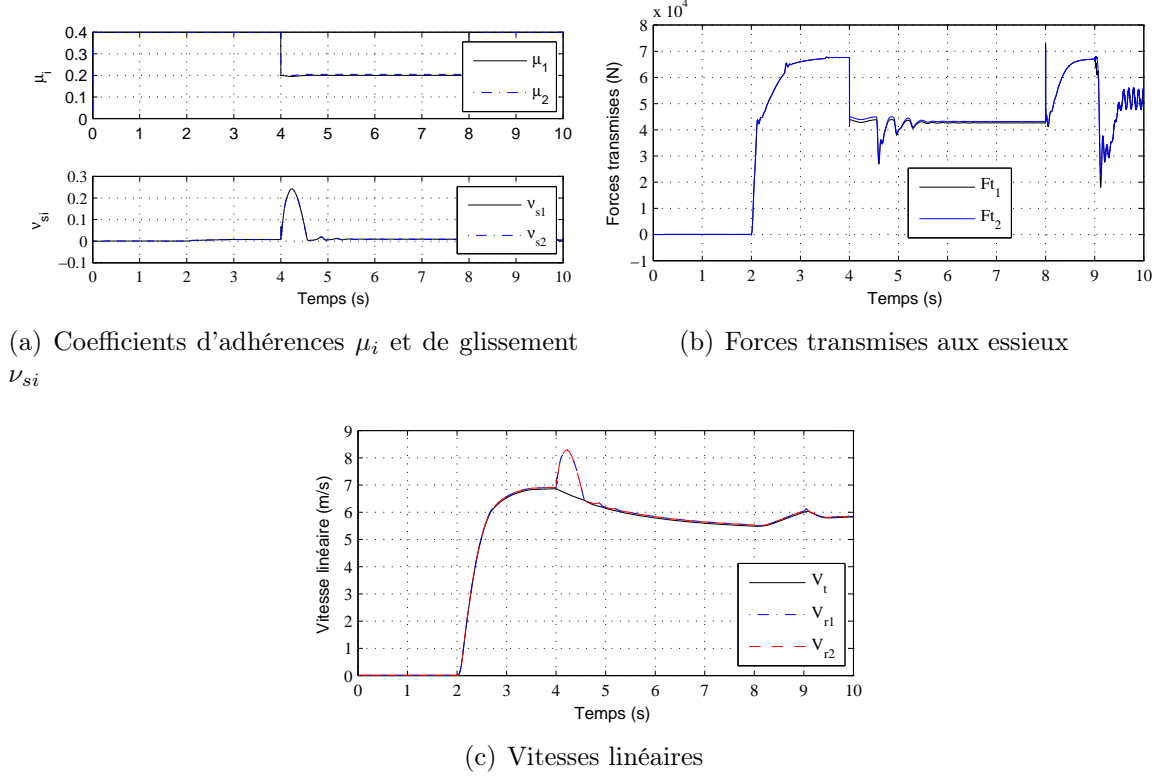 0.4
0.3
0.2
0.1
0
μ_i
μ_1
μ_2
0 1 2 3 4 5 6 7 8 9 10
0.3
0.2
0.1
0
−0.1
ν_si
ν_s1
ν_s2
0 1 2 3 4 5 6 7 8 9 10
Temps (s)
x 10^4
8
7
6
5
4
3
2
1
0
−1
Forces transmises (N)
Ft_1
Ft_2
0 1 2 3 4 5 6 7 8 9 10
Temps (s)
(a) Coefficients d'adhérences μ_i et de glissement
ν_si
(b) Forces transmises aux essieux
9
8
7
6
5
4
3
2
1
0
Vitesse linéaire (m/s)
V_t
V_r1
V_r2
0 1 2 3 4 5 6 7 8 9 10
Temps (s)
(c) Vitesses linéaires